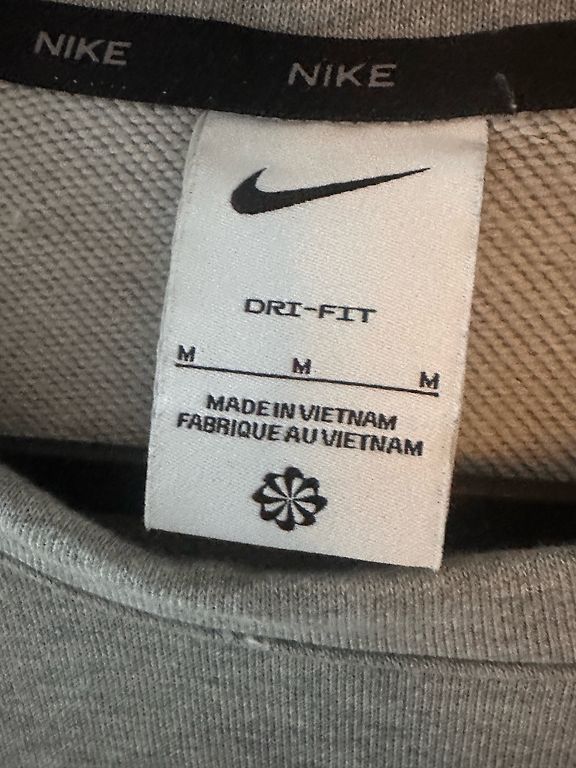 NIKE NIKE
DRI-FIT
M M M
MADE IN VIETNAM
FABRIQUE AU VIETNAM